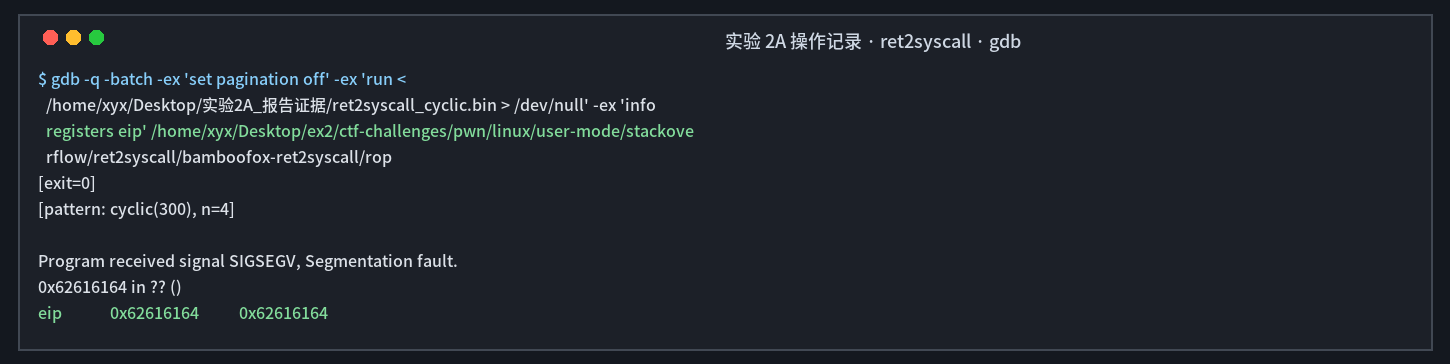 实验 2A 操作记录 · ret2syscall · gdb
$ gdb -q -batch -ex 'set pagination off' -ex 'run <
/home/xyx/Desktop/实验2A_报告证据/ret2syscall_cyclic.bin > /dev/null' -ex 'info
registers eip' /home/xyx/Desktop/ex2/ctf-challenges/pwn/linux/user-mode/stackove
rflow/ret2syscall/bamboofox-ret2syscall/rop
[exit=0]
[pattern: cyclic(300), n=4]
Program received signal SIGSEGV, Segmentation fault.
0x62616164 in ?? ()
eip 0x62616164 0x62616164